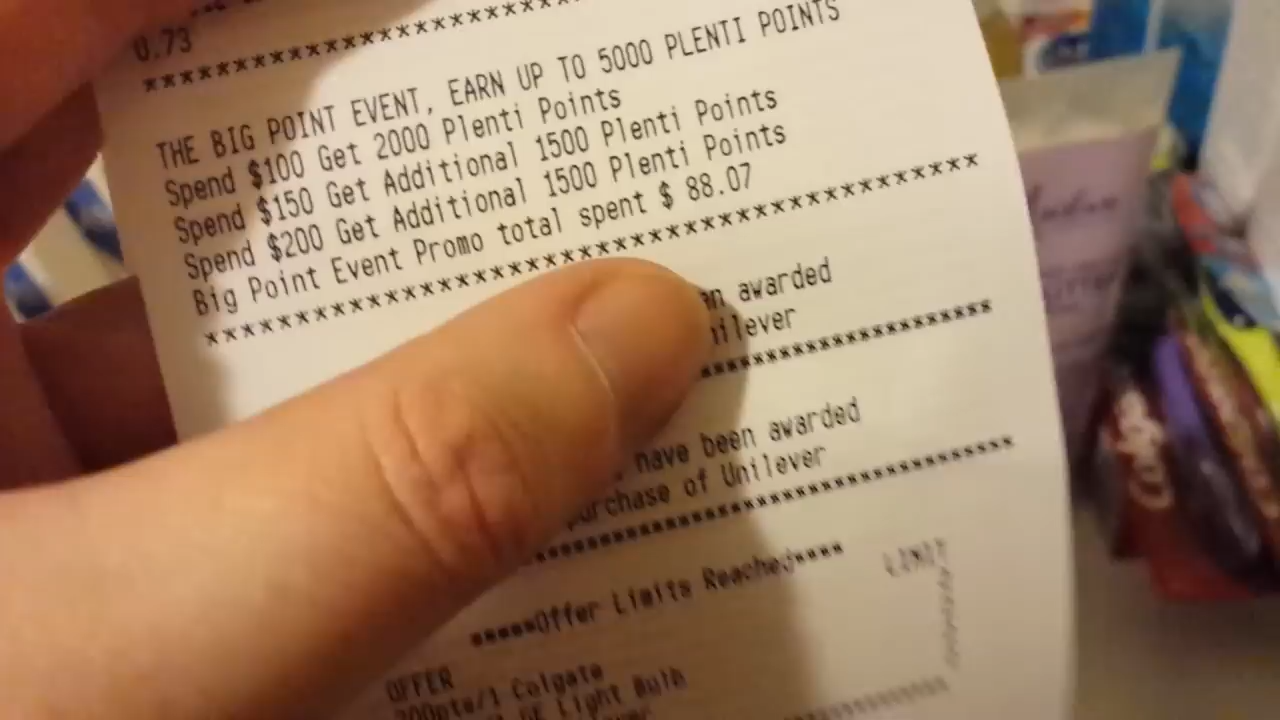 0.73
****************************************
THE BIG POINT EVENT, EARN UP TO 5000 PLENTI POINTS
Spend $100 Get 2000 Plenti Points
Spend $150 Get Additional 1500 Plenti Points
Spend $200 Get Additional 1500 Plenti Points
Big Point Event Promo total spent $ 88.07
****************************************
awarded
have been awarded
purchase of Unilever
*****Offer Limits Reached****
LIMIT
OFFER
Colgate
Light Bulb